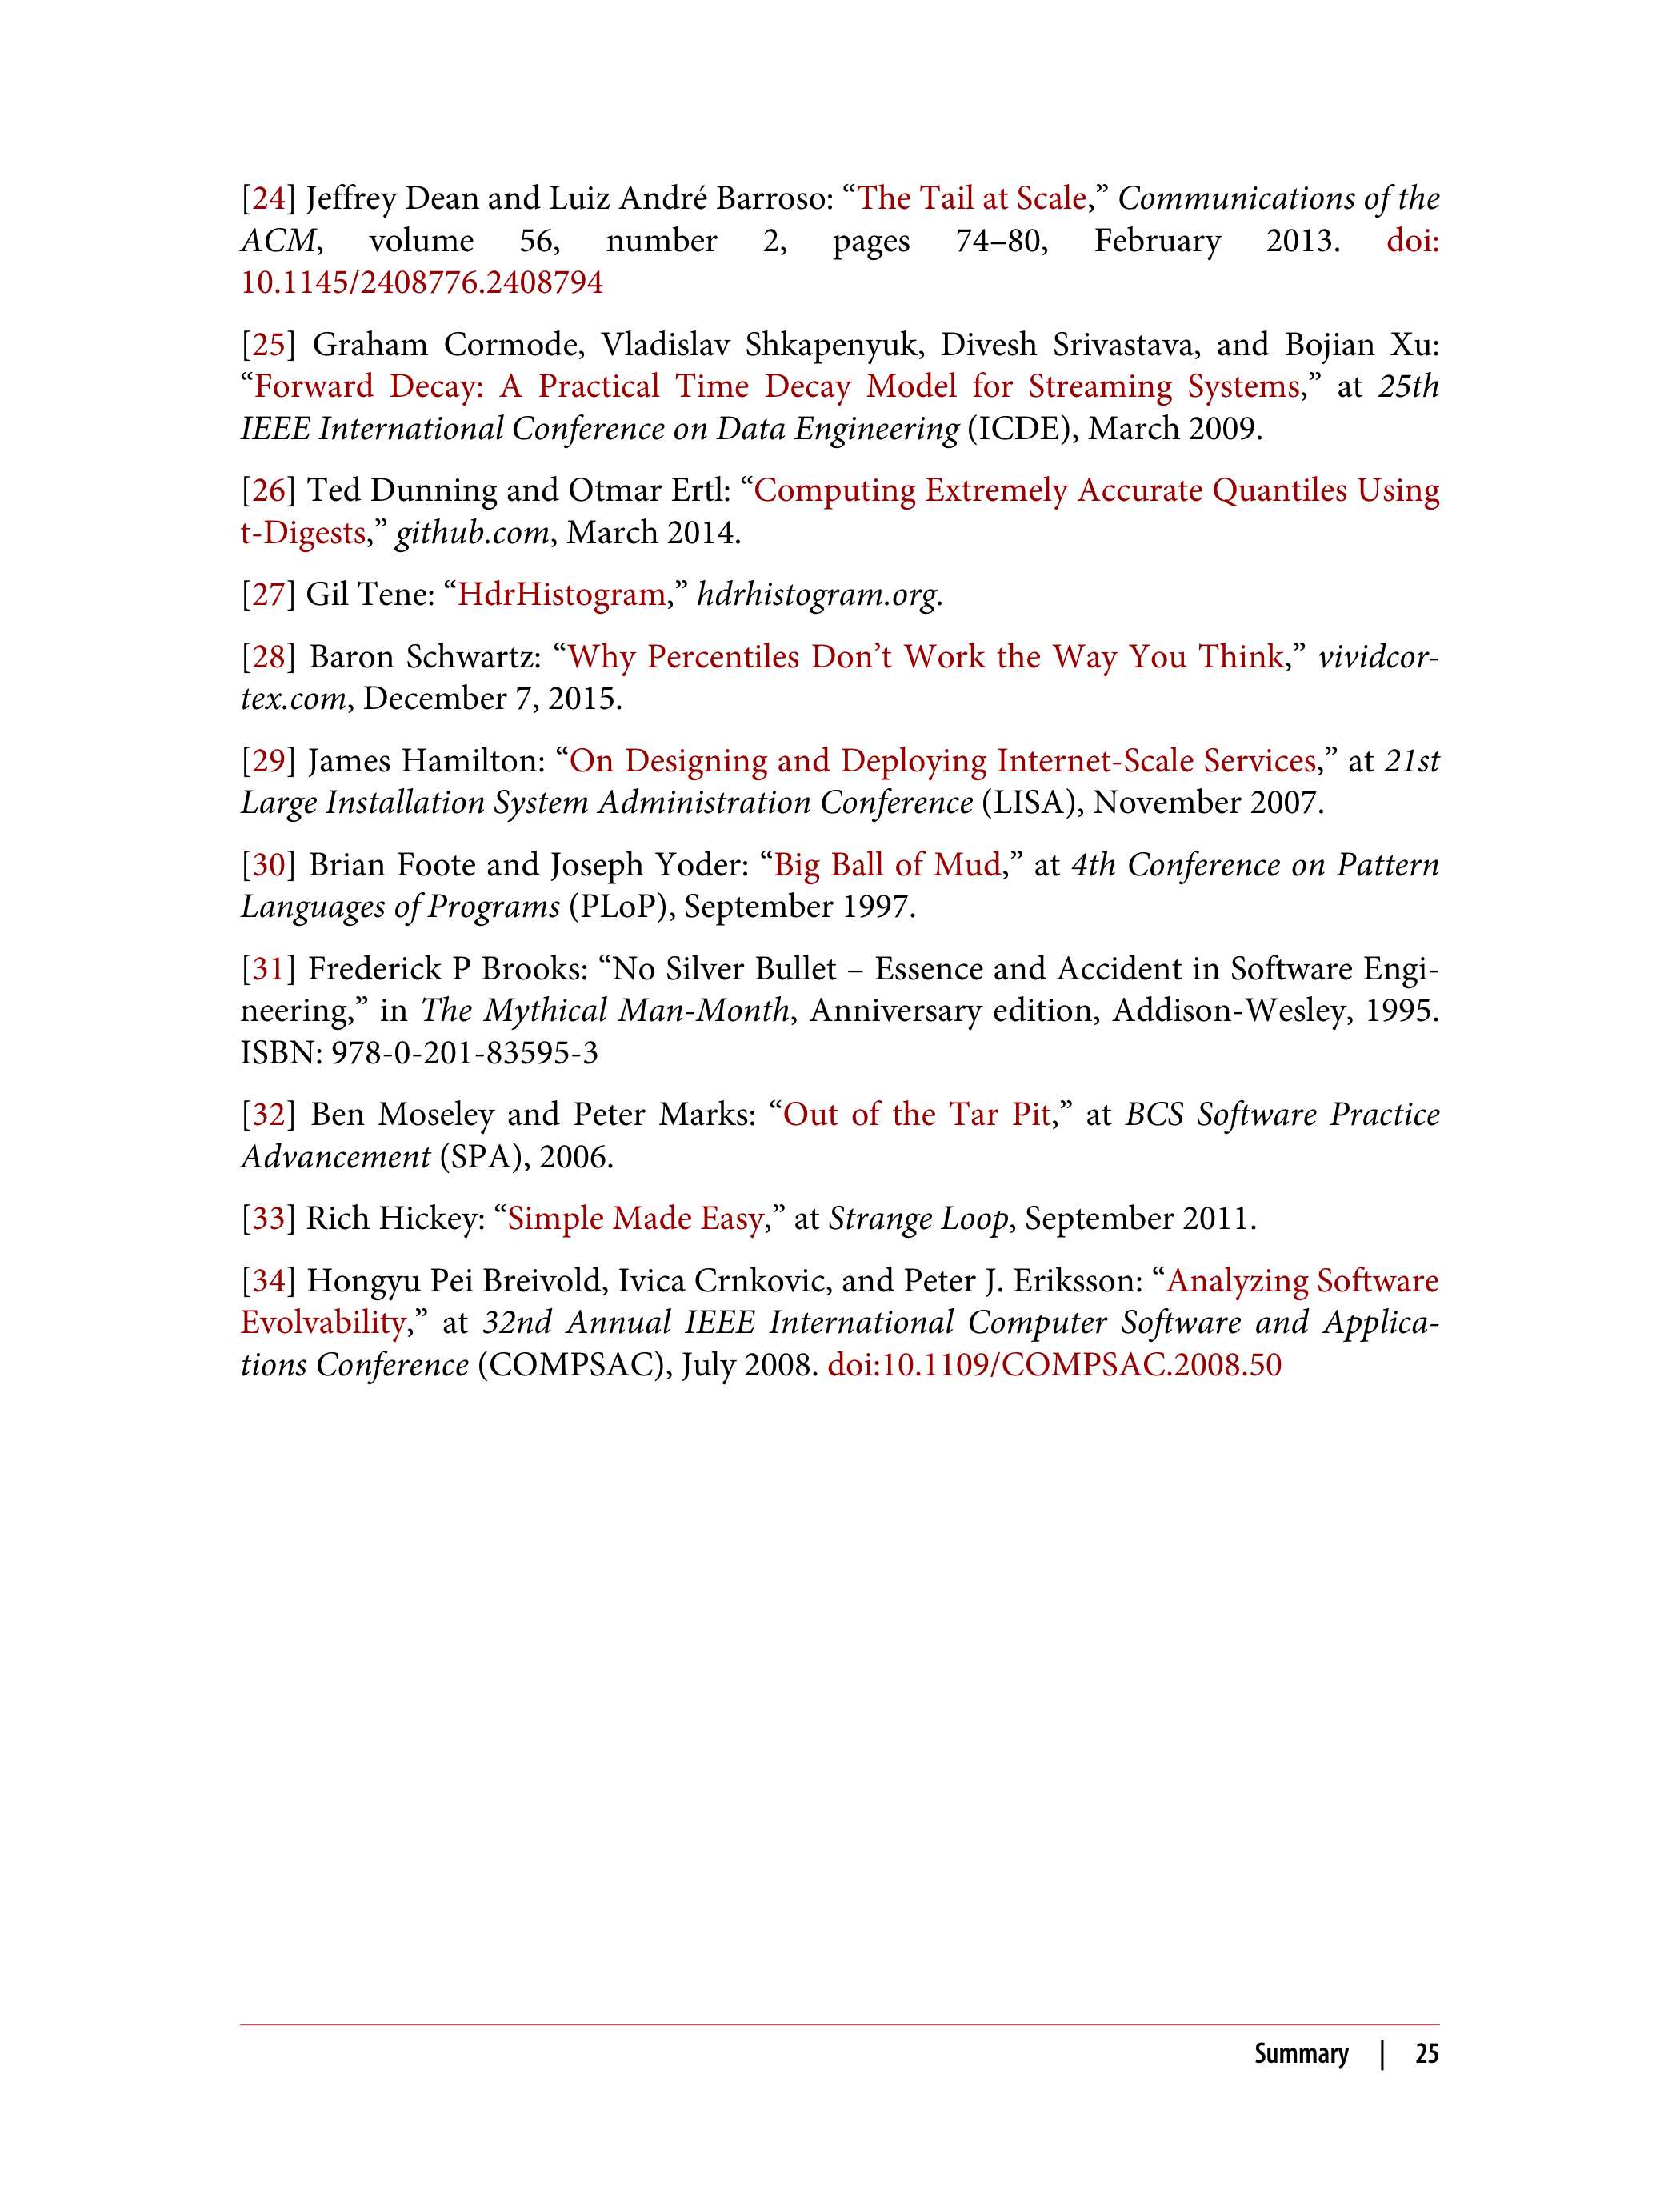 [24] Jeffrey Dean and Luiz André Barroso: “The Tail at Scale,” Communications of the
ACM, volume 56, number 2, pages 74–80, February 2013. doi:
10.1145/2408776.2408794
[25] Graham Cormode, Vladislav Shkapenyuk, Divesh Srivastava, and Bojian Xu:
“Forward Decay: A Practical Time Decay Model for Streaming Systems,” at 25th
IEEE International Conference on Data Engineering (ICDE), March 2009.
[26] Ted Dunning and Otmar Ertl: “Computing Extremely Accurate Quantiles Using
t-Digests,” github.com, March 2014.
[27] Gil Tene: “HdrHistogram,” hdrhistogram.org.
[28] Baron Schwartz: “Why Percentiles Don’t Work the Way You Think,” vividcor-
tex.com, December 7, 2015.
[29] James Hamilton: “On Designing and Deploying Internet-Scale Services,” at 21st
Large Installation System Administration Conference (LISA), November 2007.
[30] Brian Foote and Joseph Yoder: “Big Ball of Mud,” at 4th Conference on Pattern
Languages of Programs (PLoP), September 1997.
[31] Frederick P Brooks: “No Silver Bullet – Essence and Accident in Software Engi-
neering,” in The Mythical Man-Month, Anniversary edition, Addison-Wesley, 1995.
ISBN: 978-0-201-83595-3
[32] Ben Moseley and Peter Marks: “Out of the Tar Pit,” at BCS Software Practice
Advancement (SPA), 2006.
[33] Rich Hickey: “Simple Made Easy,” at Strange Loop, September 2011.
[34] Hongyu Pei Breivold, Ivica Crnkovic, and Peter J. Eriksson: “Analyzing Software
Evolvability,” at 32nd Annual IEEE International Computer Software and Applica-
tions Conference (COMPSAC), July 2008. doi:10.1109/COMPSAC.2008.50
Summary | 25